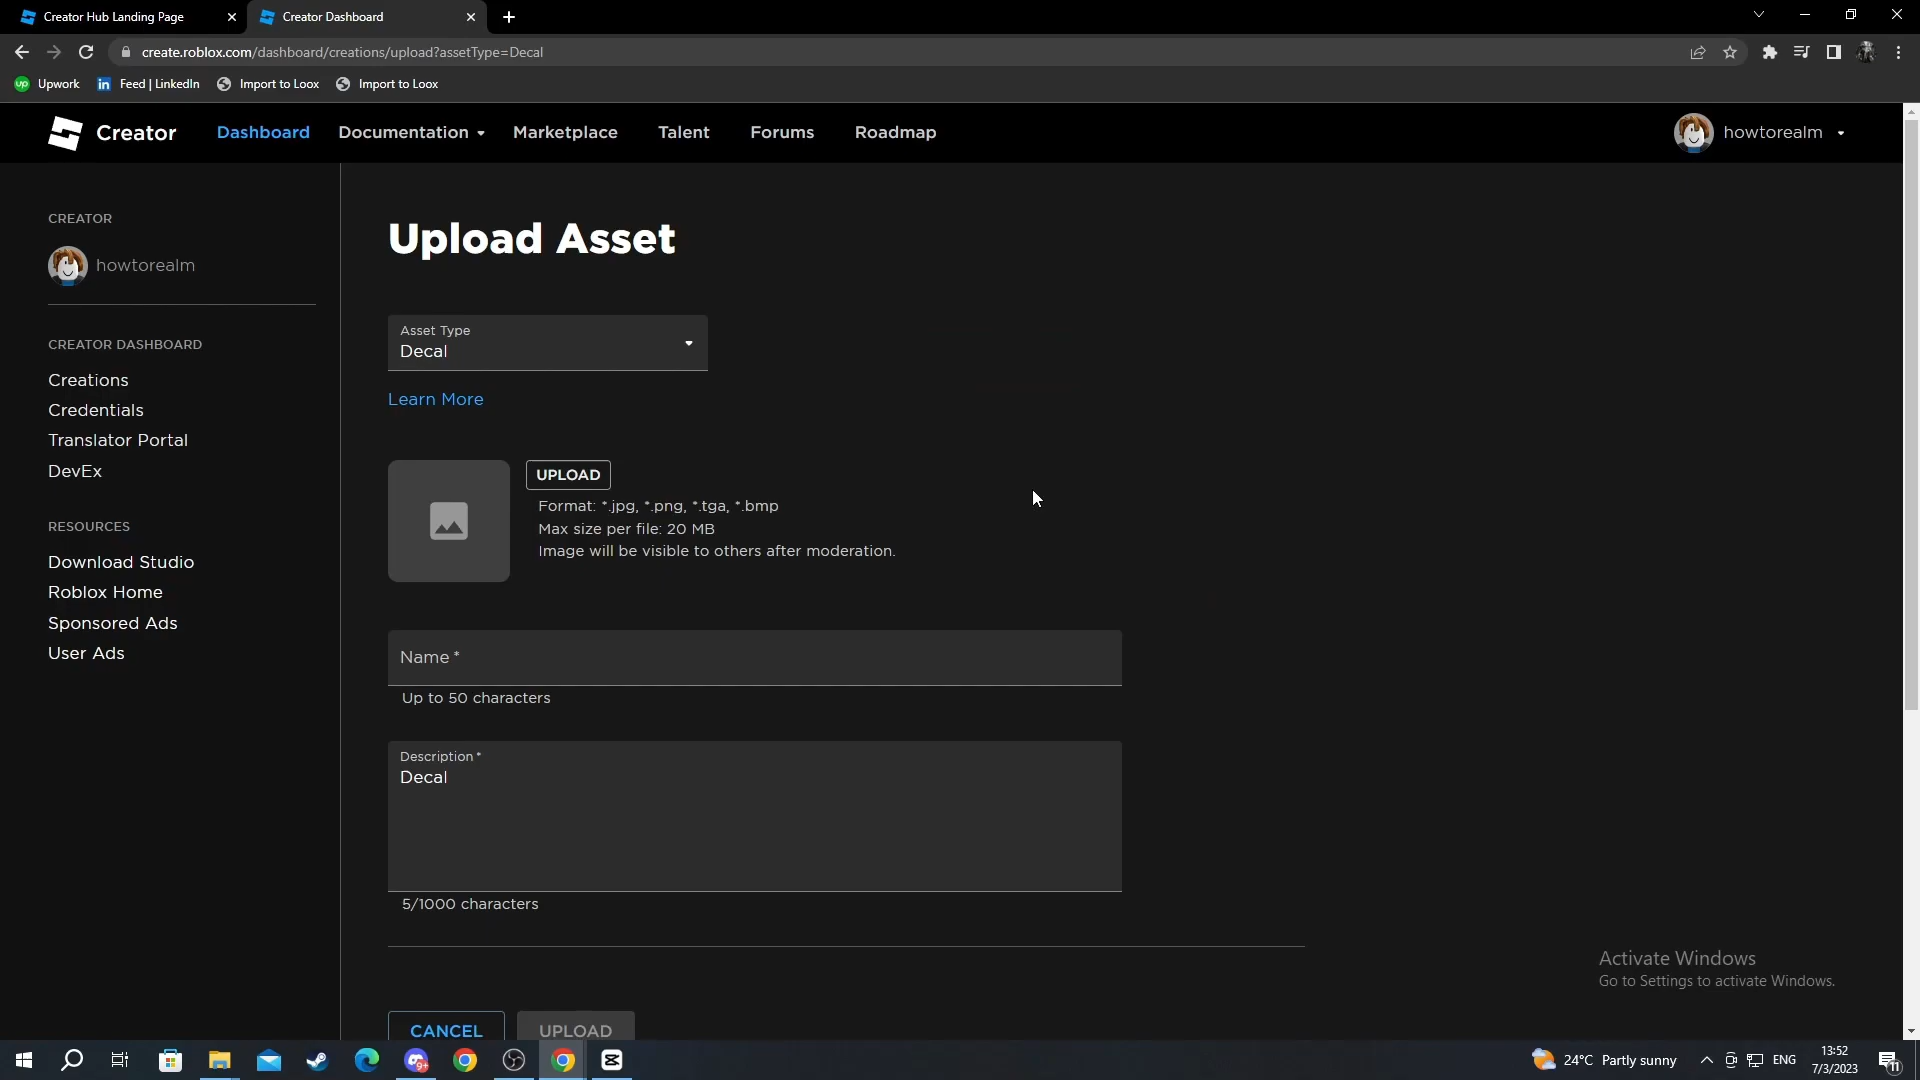 Creator Hub Landing Page
Creator Dashboard
create.roblox.com/dashboard/creations/upload?assetType=Decal
up Upwork
in Feed | LinkedIn
Import to Loox
Import to Loox
Creator
Dashboard
Documentation
Marketplace
Talent
Forums
Roadmap
howtorealm
CREATOR
howtorealm
CREATOR DASHBOARD
Creations
Credentials
Translator Portal
DevEx
RESOURCES
Download Studio
Roblox Home
Sponsored Ads
User Ads
Upload Asset
Asset Type
Decal
Learn More
UPLOAD
Format: *.jpg, *.png, *.tga, *.bmp
Max size per file: 20 MB
Image will be visible to others after moderation.
Name *
Up to 50 characters
Description *
Decal
5/1000 characters
CANCEL
UPLOAD
Activate Windows
Go to Settings to activate Windows.
9+
24°C Partly sunny
ENG
13:52
7/3/2023
11